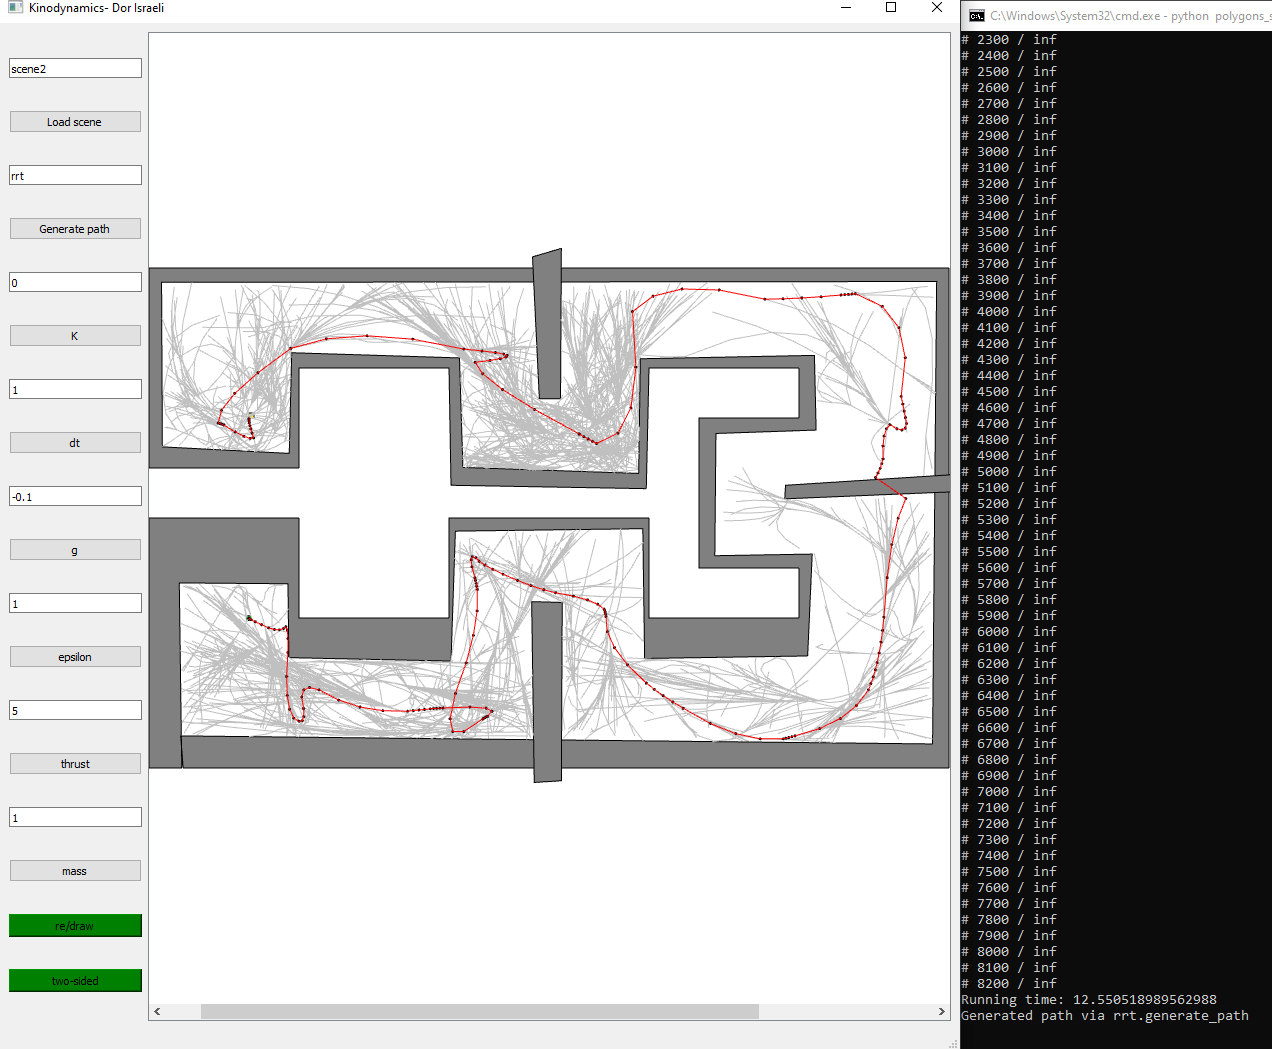 Kinodynamics- Dor Israeli
scene2
Load scene
rrt
Generate path
0
K
1
dt
-0.1
g
1
epsilon
5
thrust
1
mass
re/draw
two-sided
C:\Windows\System32\cmd.exe - python polygons_s
# 2300 / inf
# 2400 / inf
# 2500 / inf
# 2600 / inf
# 2700 / inf
# 2800 / inf
# 2900 / inf
# 3000 / inf
# 3100 / inf
# 3200 / inf
# 3300 / inf
# 3400 / inf
# 3500 / inf
# 3600 / inf
# 3700 / inf
# 3800 / inf
# 3900 / inf
# 4000 / inf
# 4100 / inf
# 4200 / inf
# 4300 / inf
# 4400 / inf
# 4500 / inf
# 4600 / inf
# 4700 / inf
# 4800 / inf
# 4900 / inf
# 5000 / inf
# 5100 / inf
# 5200 / inf
# 5300 / inf
# 5400 / inf
# 5500 / inf
# 5600 / inf
# 5700 / inf
# 5800 / inf
# 5900 / inf
# 6000 / inf
# 6100 / inf
# 6200 / inf
# 6300 / inf
# 6400 / inf
# 6500 / inf
# 6600 / inf
# 6700 / inf
# 6800 / inf
# 6900 / inf
# 7000 / inf
# 7100 / inf
# 7200 / inf
# 7300 / inf
# 7400 / inf
# 7500 / inf
# 7600 / inf
# 7700 / inf
# 7800 / inf
# 7900 / inf
# 8000 / inf
# 8100 / inf
# 8200 / inf
Running time: 12.550518989562988
Generated path via rrt.generate_path